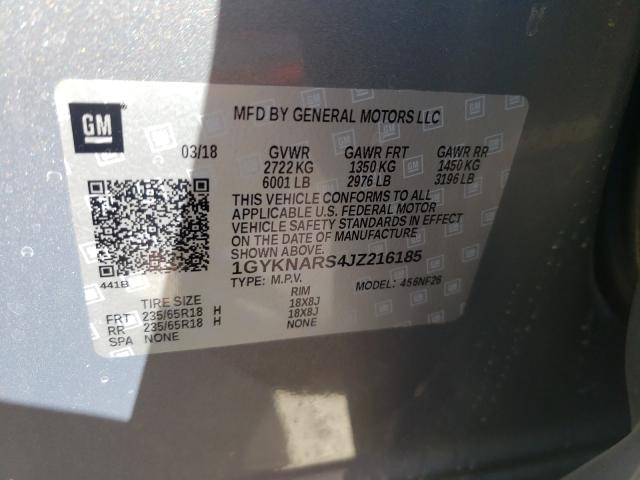 GM
MFD BY GENERAL MOTORS LLC
03/18 GVWR GAWR FRT GAWR RR
2722 KG 1350 KG 1450 KG
6001 LB 2976 LB 3196 LB
THIS VEHICLE CONFORMS TO ALL
APPLICABLE U.S. FEDERAL MOTOR
VEHICLE SAFETY STANDARDS IN EFFECT
ON THE DATE OF MANUFACTURE
SHOWN ABOVE.
1GYKNARS4JZ216185
TYPE: M.P.V. MODEL: 456NF26
441B
TIRE SIZE RIM
FRT 235/65R18 H 18X8J
RR 235/65R18 H 18X8J
SPA NONE NONE